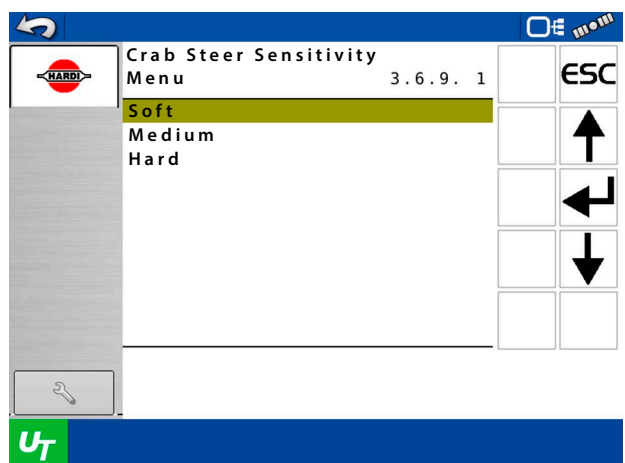 Crab Steer Sensitivity
Menu 3.6.9. 1
HARDI
ESC
Soft
Medium
Hard
UT